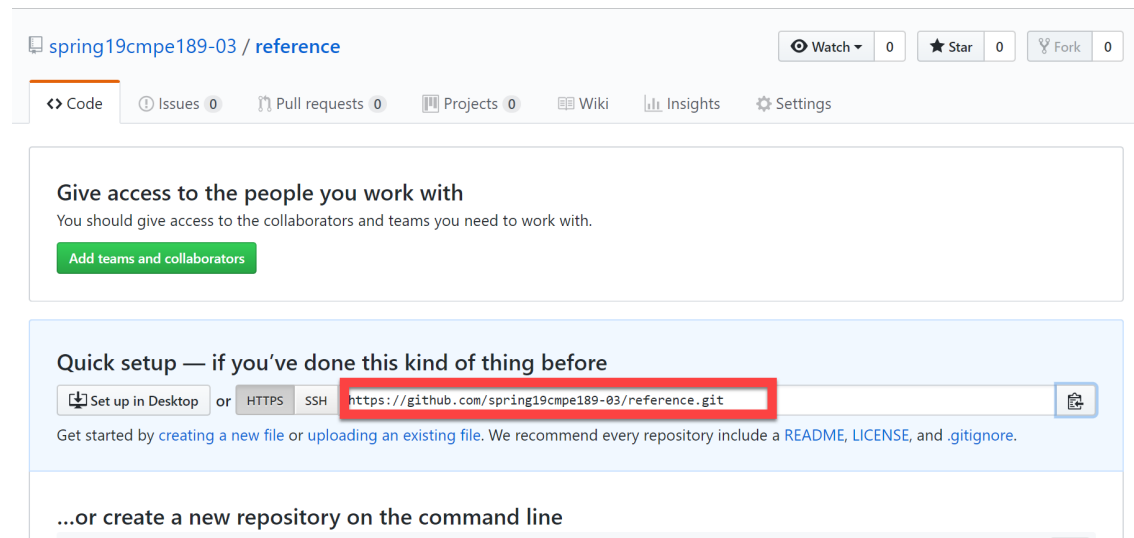 spring19cmpe189-03 / reference
Watch 0 Star 0 Fork 0
Code Issues 0 Pull requests 0 Projects 0 Wiki Insights Settings
Give access to the people you work with
You should give access to the collaborators and teams you need to work with.
Add teams and collaborators
Quick setup — if you’ve done this kind of thing before
Set up in Desktop or HTTPS SSH https://github.com/spring19cmpe189-03/reference.git
Get started by creating a new file or uploading an existing file. We recommend every repository include a README, LICENSE, and .gitignore.
…or create a new repository on the command line